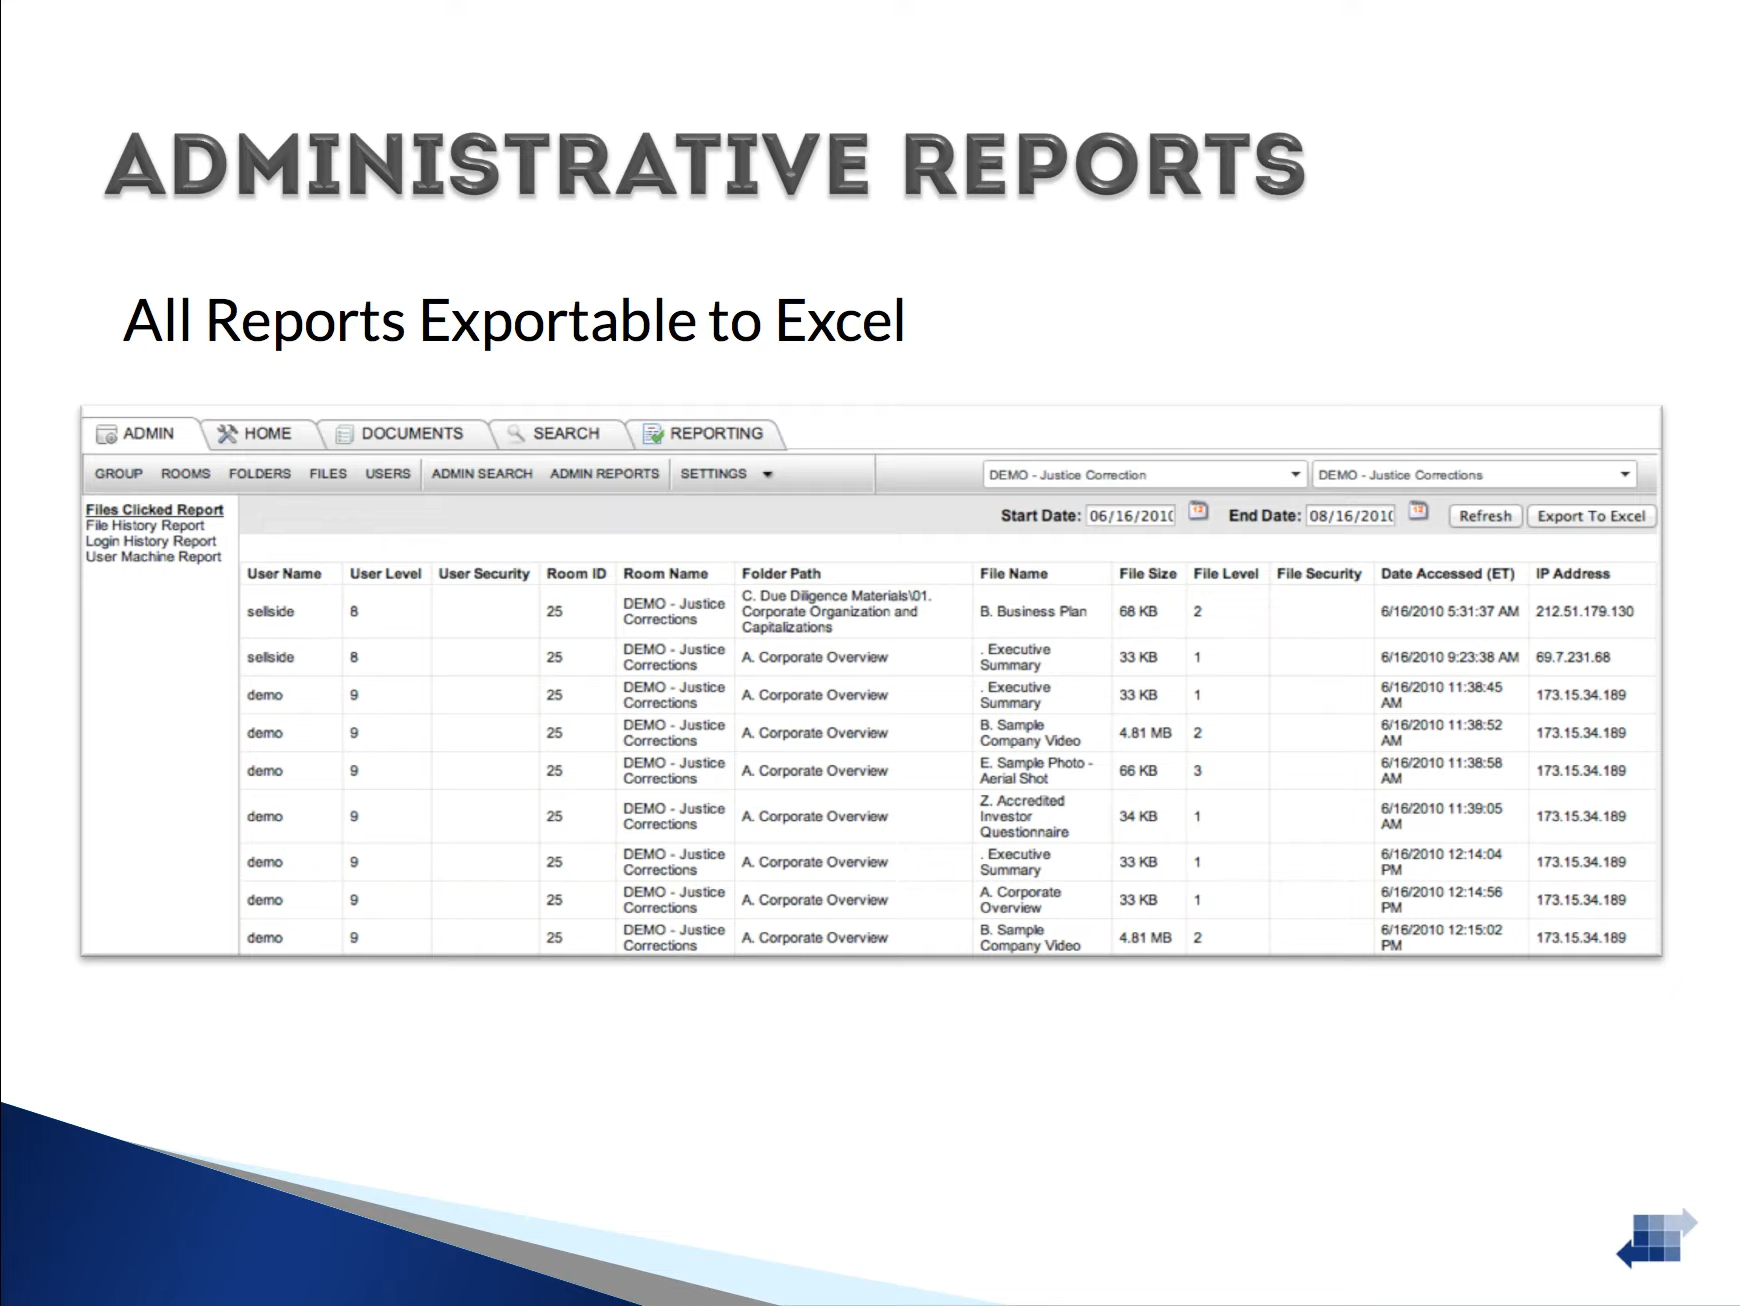 ADMINISTRATIVE REPORTS
All Reports Exportable to Excel
ADMIN HOME DOCUMENTS SEARCH REPORTING
GROUP ROOMS FOLDERS FILES USERS ADMIN SEARCH ADMIN REPORTS SETTINGS DEMO - Justice Correction DEMO - Justice Corrections
Files Clicked Report
File History Report
Login History Report
User Machine Report
Start Date: 06/16/2010 End Date: 08/16/2010 Refresh Export To Excel
User Name User Level User Security Room ID Room Name Folder Path File Name File Size File Level File Security Date Accessed (ET) IP Address
sellside 8 25 DEMO - Justice Corrections C. Due Diligence Materials\01. Corporate Organization and Capitalizations B. Business Plan 68 KB 2 6/16/2010 5:31:37 AM 212.51.179.130
sellside 8 25 DEMO - Justice Corrections A. Corporate Overview . Executive Summary 33 KB 1 6/16/2010 9:23:38 AM 69.7.231.68
demo 9 25 DEMO - Justice Corrections A. Corporate Overview . Executive Summary 33 KB 1 6/16/2010 11:38:45 AM 173.15.34.189
demo 9 25 DEMO - Justice Corrections A. Corporate Overview B. Sample Company Video 4.81 MB 2 6/16/2010 11:38:52 AM 173.15.34.189
demo 9 25 DEMO - Justice Corrections A. Corporate Overview E. Sample Photo - Aerial Shot 66 KB 3 6/16/2010 11:38:58 AM 173.15.34.189
demo 9 25 DEMO - Justice Corrections A. Corporate Overview Z. Accredited Investor Questionnaire 34 KB 1 6/16/2010 11:39:05 AM 173.15.34.189
demo 9 25 DEMO - Justice Corrections A. Corporate Overview . Executive Summary 33 KB 1 6/16/2010 12:14:04 PM 173.15.34.189
demo 9 25 DEMO - Justice Corrections A. Corporate Overview A. Corporate Overview 33 KB 1 6/16/2010 12:14:56 PM 173.15.34.189
demo 9 25 DEMO - Justice Corrections A. Corporate Overview B. Sample Company Video 4.81 MB 2 6/16/2010 12:15:02 PM 173.15.34.189